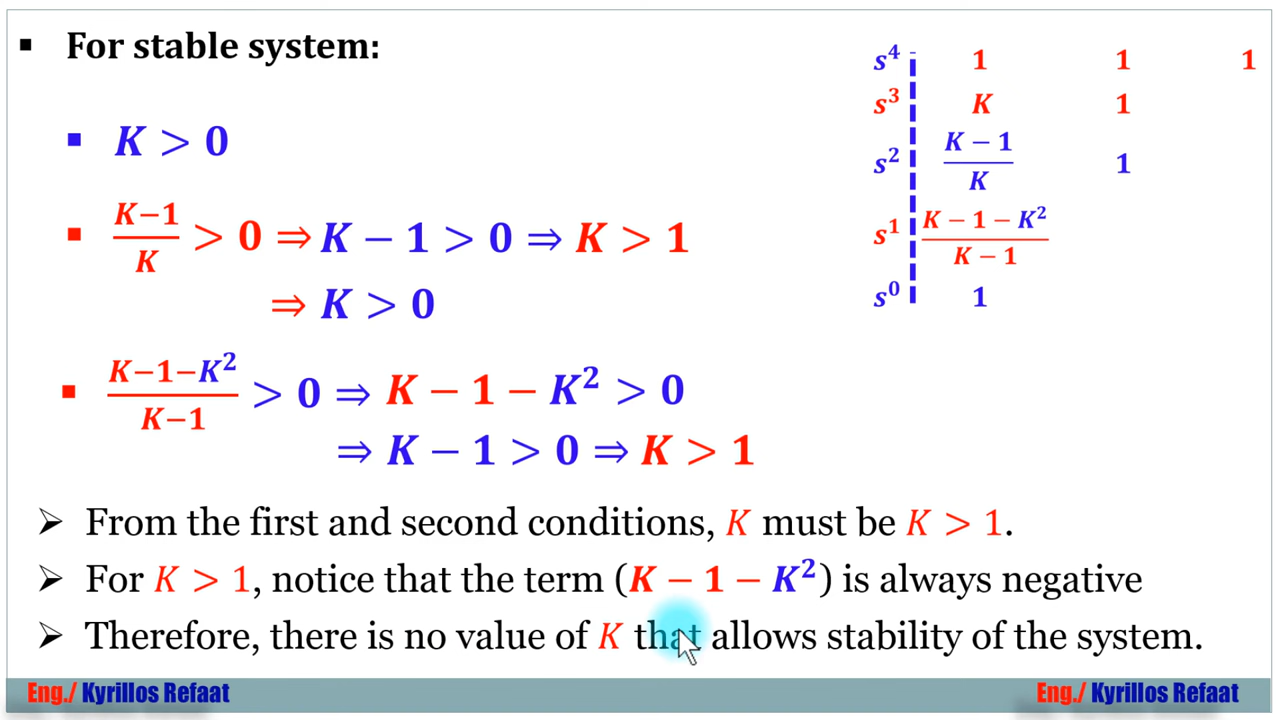 ▪ For stable system:
▪ K > 0
▪ (K−1)/K > 0 ⇒ K − 1 > 0 ⇒ K > 1
⇒ K > 0
▪ (K−1−K²)/(K−1) > 0 ⇒ K − 1 − K² > 0
⇒ K − 1 > 0 ⇒ K > 1
s⁴ 1 1 1
s³ K 1
s² (K − 1)/K 1
s¹ (K − 1 − K²)/(K − 1)
s⁰ 1
➢ From the first and second conditions, K must be K > 1.
➢ For K > 1, notice that the term (K − 1 − K²) is always negative
➢ Therefore, there is no value of K that allows stability of the system.
Eng./ Kyrillos Refaat
Eng./ Kyrillos Refaat